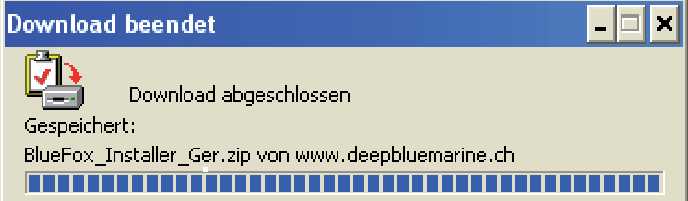 Download beendet
Download abgeschlossen
Gespeichert:
BlueFox_Installer_Ger.zip von www.deepbluemarine.ch